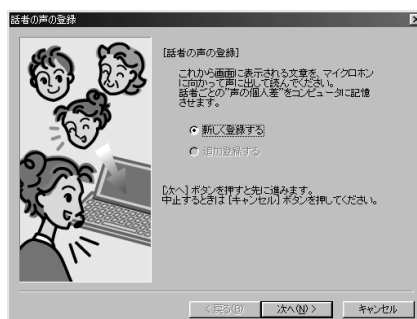 話者の声の登録
[話者の声の登録]
これから画面に表示される文章を、マイクロホン
に向かって声に出して読んでください。
話者ごとの"声の個人差"をコンピュータに記憶
させます。
新しく登録する
追加登録する
[次へ] ボタンを押すと先に進みます。
中止するときは [キャンセル] ボタンを押してください。
< 戻る(B)
次へ(N) >
キャンセル